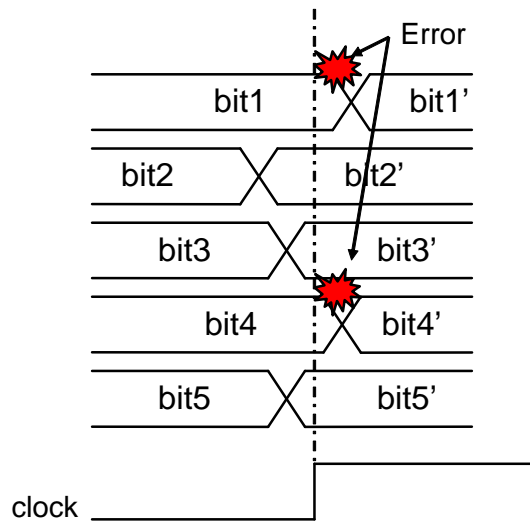 Error
bit1 bit1’
bit2 bit2’
bit3 bit3’
bit4 bit4’
bit5 bit5’
clock